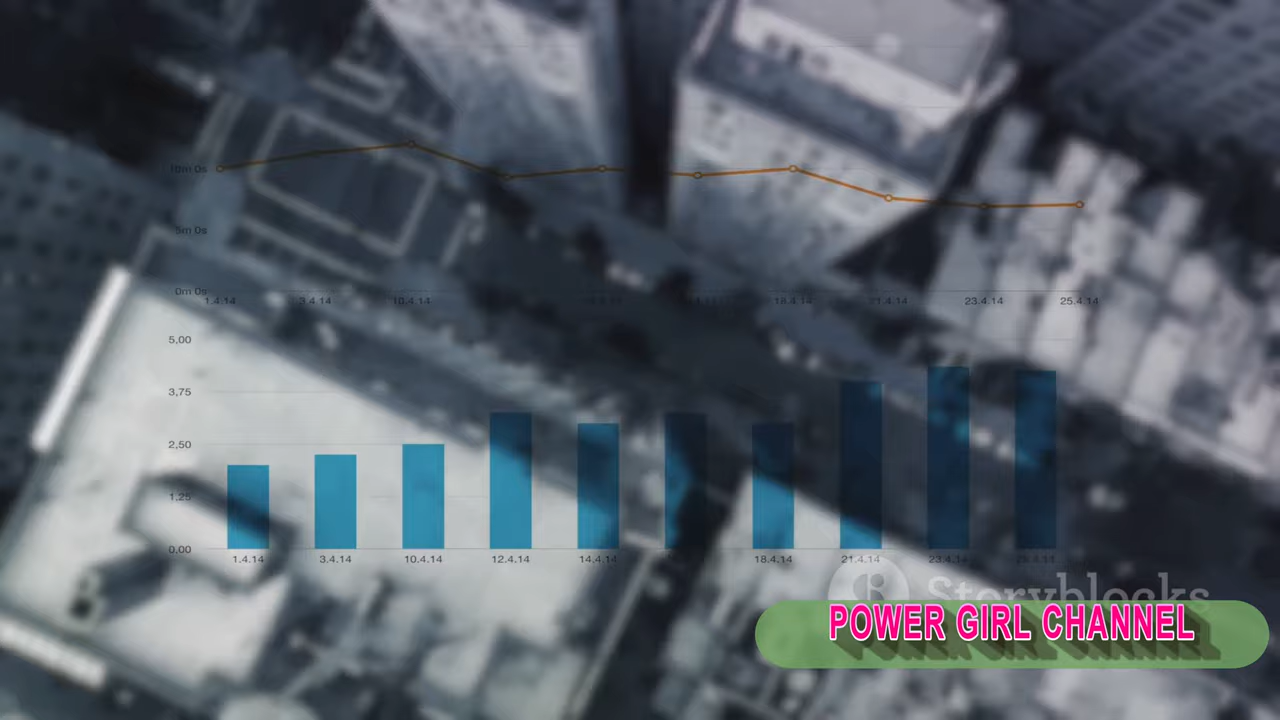 10m 0s
5m 0s
0m 0s
1.4.14 3.4.14 10.4.14 18.4.14 21.4.14 23.4.14 25.4.14
5,00
3,75
2,50
1,25
0,00
1.4.14 3.4.14 10.4.14 12.4.14 14.4.14 18.4.14 21.4.14 23.4.14
Storyblocks
POWER GIRL CHANNEL